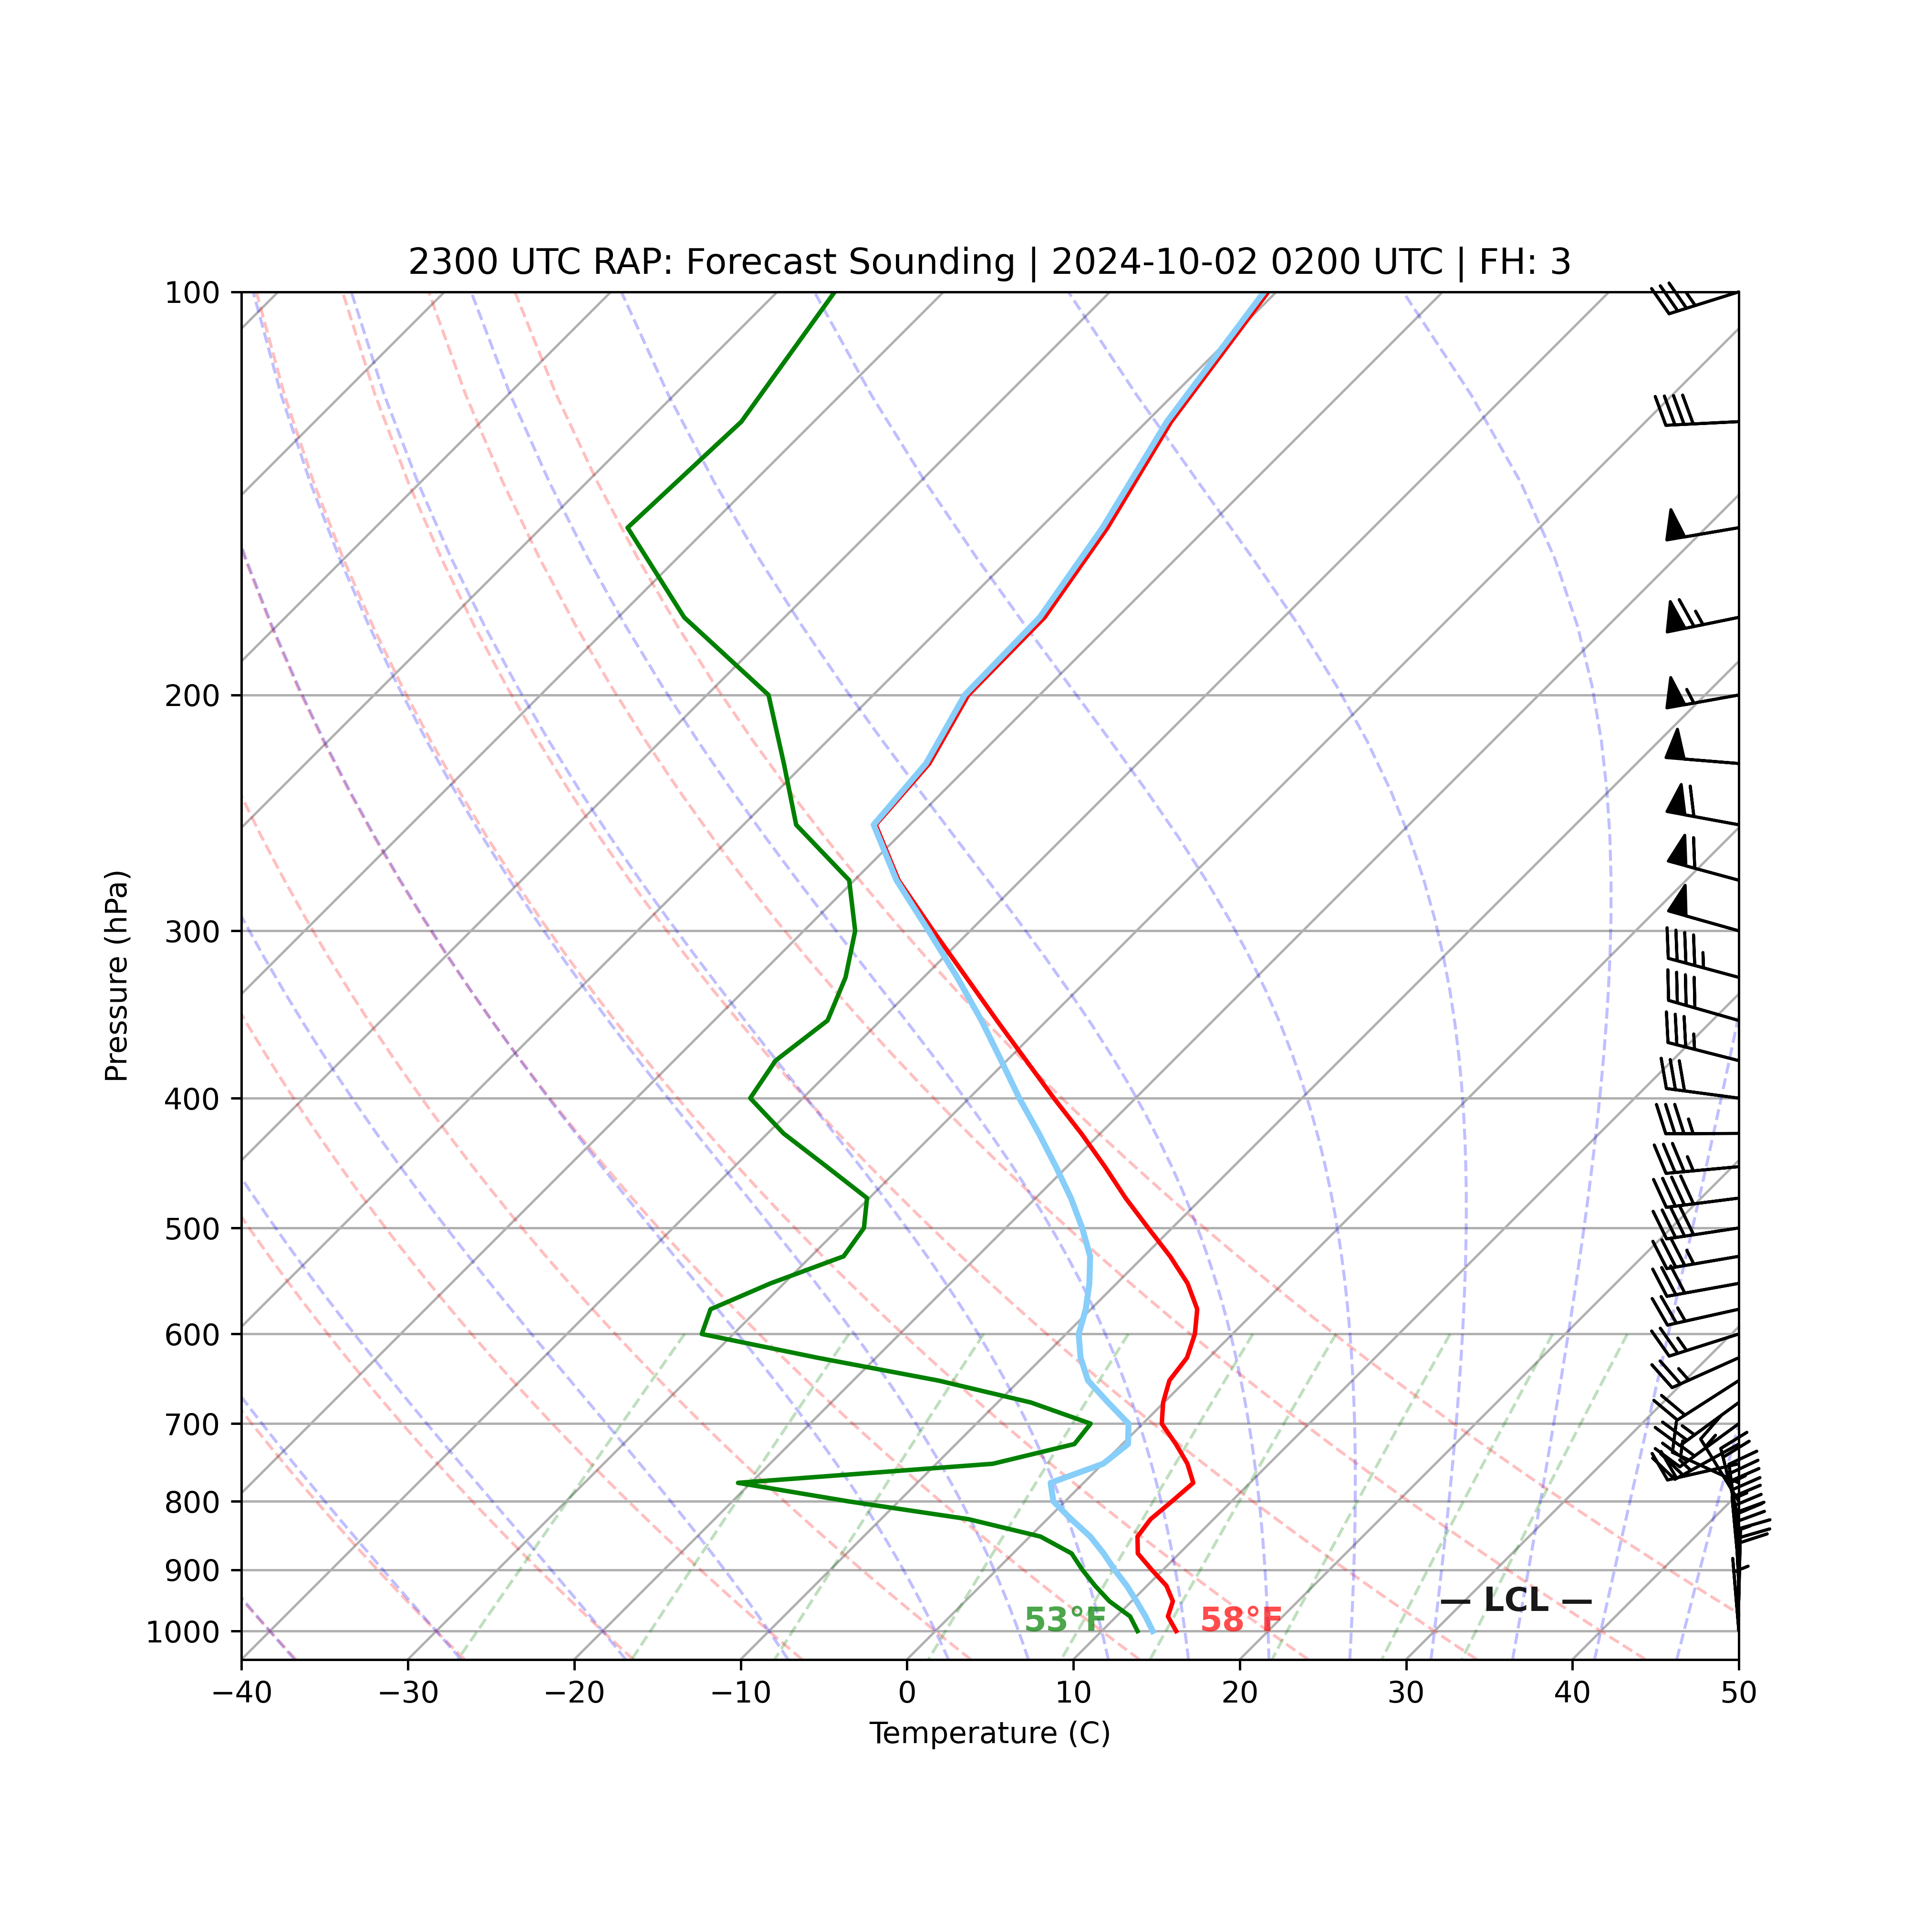 2300 UTC RAP: Forecast Sounding | 2024-10-02 0200 UTC | FH: 3
100
200
300
400
500
600
700
800
900
1000
Pressure (hPa)
— LCL —
53°F 58°F
−40 −30 −20 −10 0 10 20 30 40 50
Temperature (C)